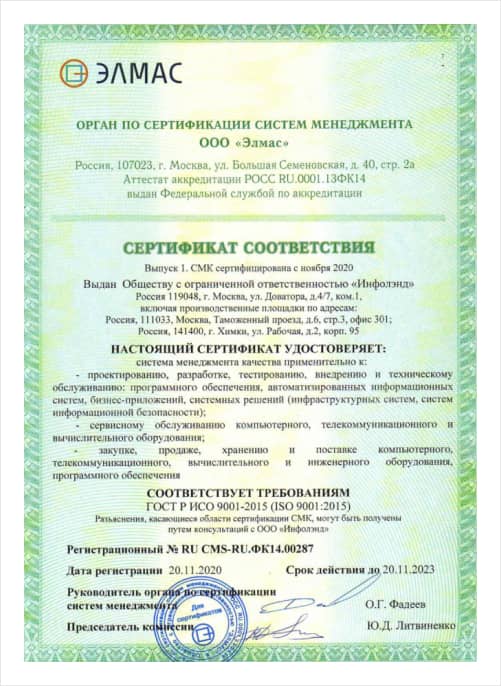 ЭЛМАС
ОРГАН ПО СЕРТИФИКАЦИИ СИСТЕМ МЕНЕДЖМЕНТА
ООО «Элмас»
Россия, 107023, г. Москва, ул. Большая Семеновская, д. 40, стр. 2а
Аттестат аккредитации РОСС RU.0001.13ФК14
выдан Федеральной службой по аккредитации
СЕРТИФИКАТ СООТВЕТСТВИЯ
Выпуск 1. СМК сертифицирована с ноября 2020
Выдан Обществу с ограниченной ответственностью «Инфолэнд»
Россия 119048, г. Москва, ул. Доватора, д.4/7, ком.1,
включая производственные площадки по адресам:
Россия, 111033, Москва, Таможенный проезд, д.6, стр.3, офис 301;
Россия, 141400, г. Химки, ул. Рабочая, д.2, корп. 95
НАСТОЯЩИЙ СЕРТИФИКАТ УДОСТОВЕРЯЕТ:
система менеджмента качества применительно к:
- проектированию, разработке, тестированию, внедрению и техническому
обслуживанию: программного обеспечения, автоматизированных информационных
систем, бизнес-приложений, системных решений (инфраструктурных систем, систем
информационной безопасности);
- сервисному обслуживанию компьютерного, телекоммуникационного и
вычислительного оборудования;
- закупке, продаже, хранению и поставке компьютерного,
телекоммуникационного, вычислительного и инженерного оборудования,
программного обеспечения
СООТВЕТСТВУЕТ ТРЕБОВАНИЯМ
ГОСТ Р ИСО 9001-2015 (ISO 9001:2015)
Разъяснения, касающиеся области сертификации СМК, могут быть получены
путем консультаций с ООО «Инфолэнд»
Регистрационный № RU CMS-RU.ФК14.00287
Дата регистрации 20.11.2020 Срок действия до 20.11.2023
Руководитель органа по сертификации
систем менеджмента О.Г. Фадеев
Для
сертификатов
Председатель комиссии Ю.Д. Литвиненко